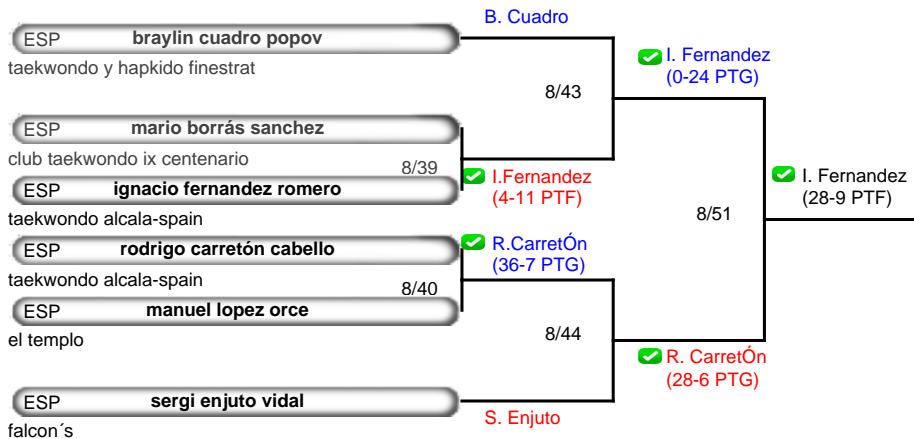 B. Cuadro
ESP braylin cuadro popov
taekwondo y hapkido finestrat
I. Fernandez
(0-24 PTG)
8/43
ESP mario borrás sanchez
club taekwondo ix centenario
8/39
I.Fernandez
(4-11 PTF)
ESP ignacio fernandez romero
taekwondo alcala-spain
I. Fernandez
(28-9 PTF)
8/51
ESP rodrigo carretón cabello
taekwondo alcala-spain
R.CarretÓn
(36-7 PTG)
8/40
ESP manuel lopez orce
el templo
8/44
R. CarretÓn
(28-6 PTG)
ESP sergi enjuto vidal
falcon´s
S. Enjuto